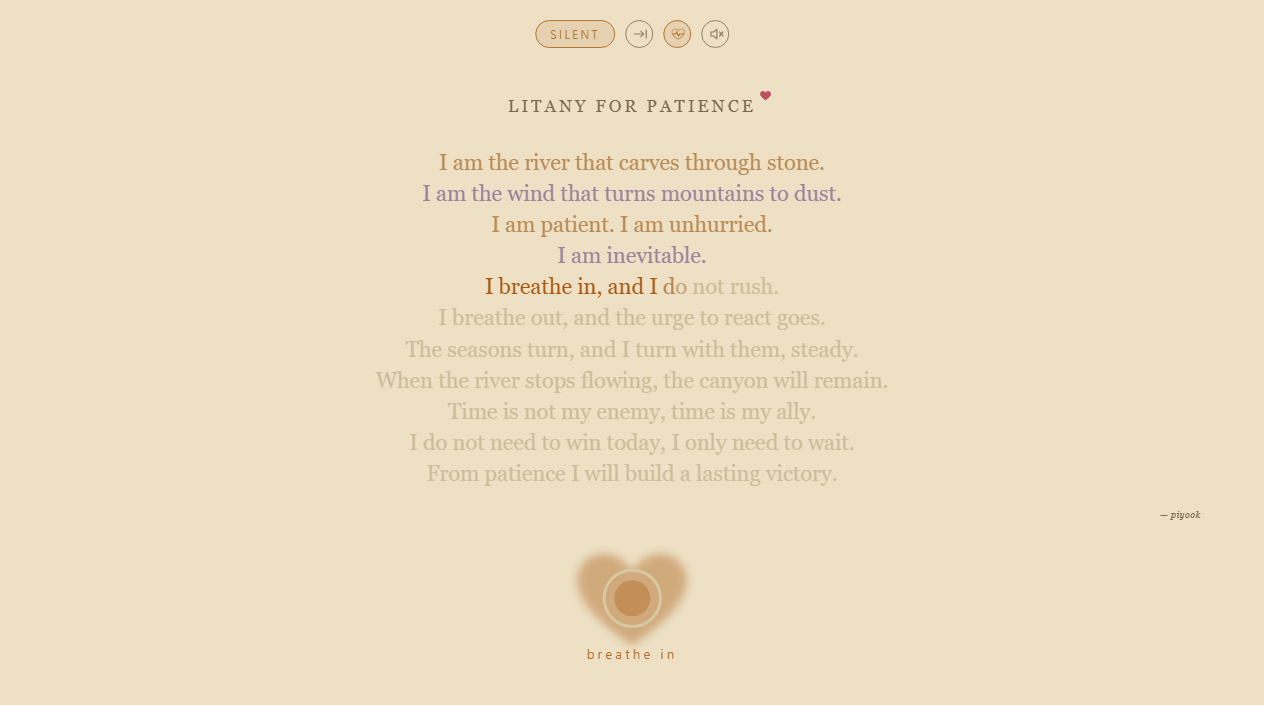 SILENT
LITANY FOR PATIENCE
I am the river that carves through stone.
I am the wind that turns mountains to dust.
I am patient. I am unhurried.
I am inevitable.
I breathe in, and I do not rush.
I breathe out, and the urge to react goes.
The seasons turn, and I turn with them, steady.
When the river stops flowing, the canyon will remain.
Time is not my enemy, time is my ally.
I do not need to win today, I only need to wait.
From patience I will build a lasting victory.
— piyook
breathe in